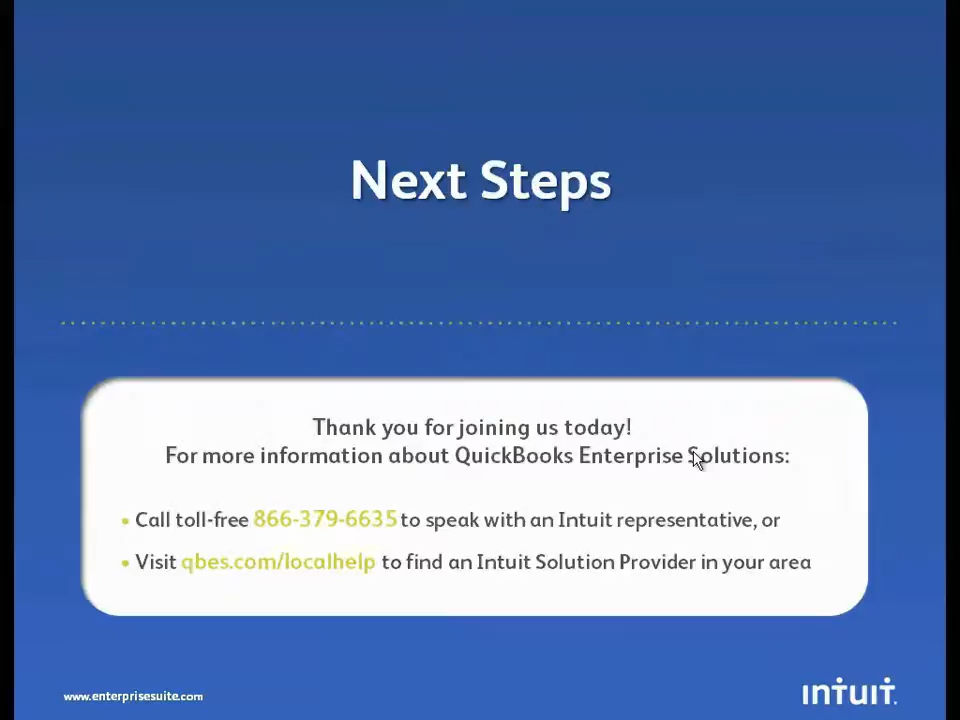 Next Steps
Thank you for joining us today!
For more information about QuickBooks Enterprise Solutions:
• Call toll-free 866-379-6635 to speak with an Intuit representative, or
• Visit qbes.com/localhelp to find an Intuit Solution Provider in your area
www.enterprisesuite.com
intuit.